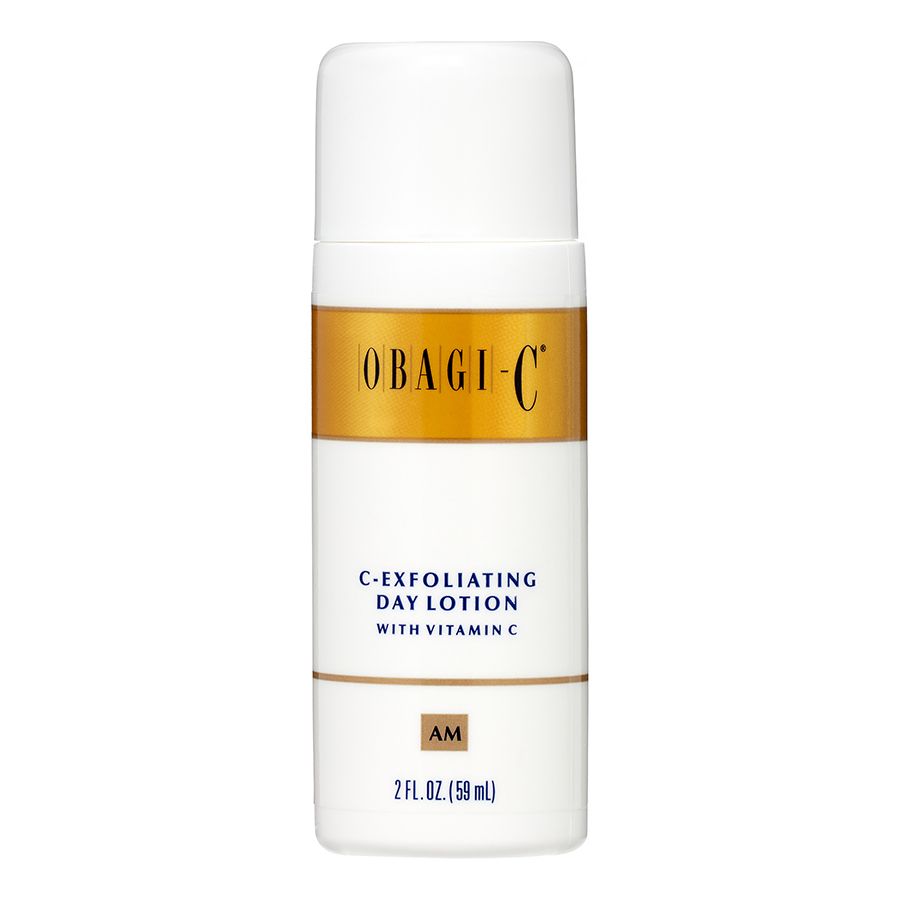 OBAGI-C®
C-EXFOLIATING
DAY LOTION
WITH VITAMIN C
AM
2 FL. OZ. (59 mL)